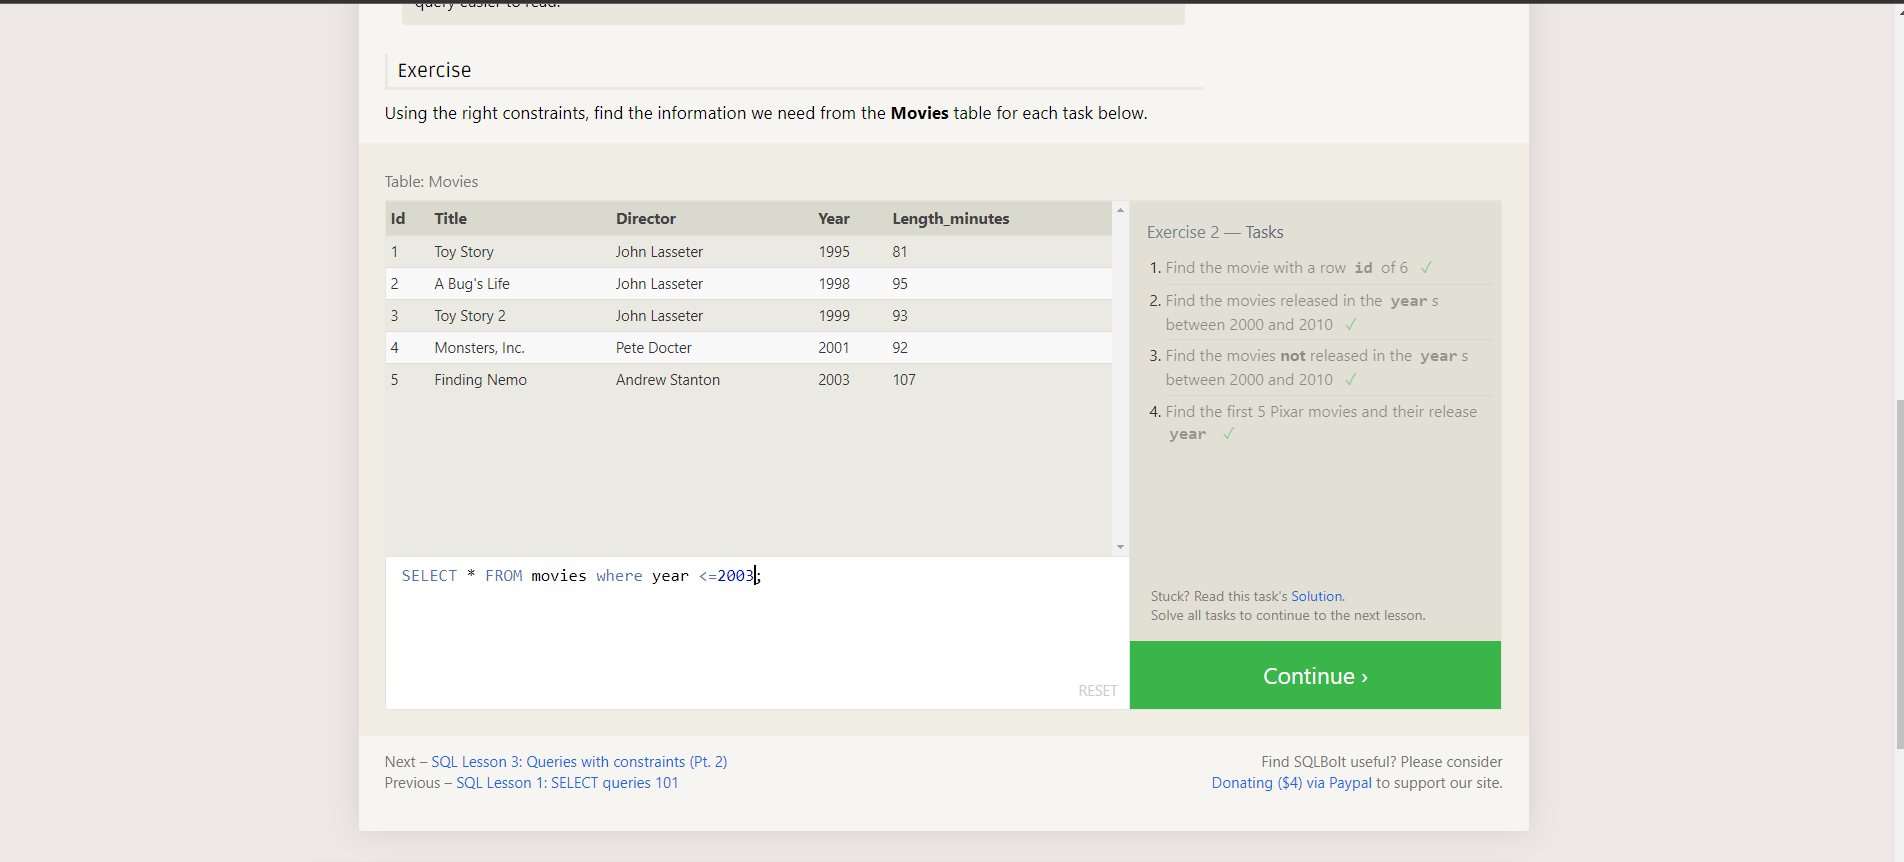 query easier to read.
Exercise
Using the right constraints, find the information we need from the Movies table for each task below.
Table: Movies
Id Title Director Year Length_minutes
1 Toy Story John Lasseter 1995 81
2 A Bug's Life John Lasseter 1998 95
3 Toy Story 2 John Lasseter 1999 93
4 Monsters, Inc. Pete Docter 2001 92
5 Finding Nemo Andrew Stanton 2003 107
SELECT * FROM movies where year <=2003;
RESET
Exercise 2 — Tasks
1. Find the movie with a row id of 6 ✓
2. Find the movies released in the year s
between 2000 and 2010 ✓
3. Find the movies not released in the year s
between 2000 and 2010 ✓
4. Find the first 5 Pixar movies and their release
year ✓
Stuck? Read this task's Solution.
Solve all tasks to continue to the next lesson.
Continue ›
Next – SQL Lesson 3: Queries with constraints (Pt. 2)
Previous – SQL Lesson 1: SELECT queries 101
Find SQLBolt useful? Please consider
Donating ($4) via Paypal to support our site.